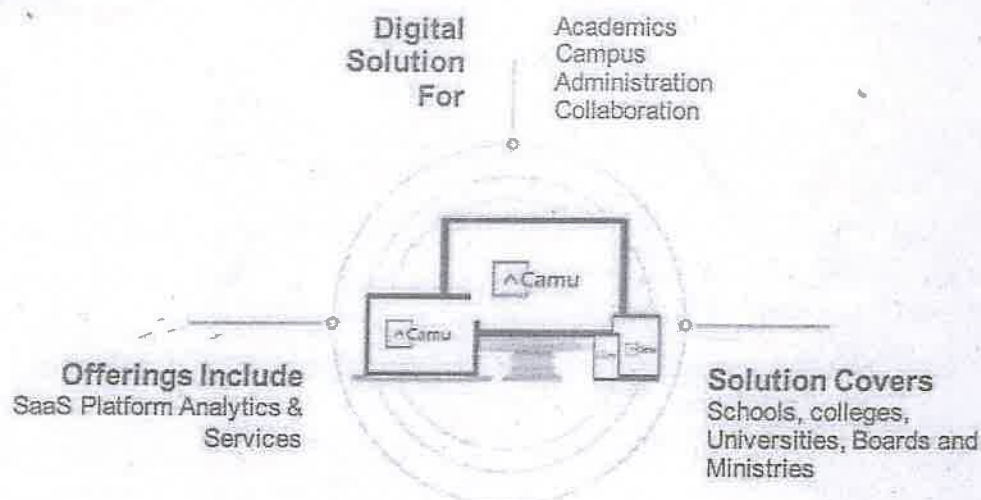 Digital
Solution
For
Academics
Campus
Administration
Collaboration
Camu
Camu
Offerings Include
SaaS Platform Analytics &
Services
Solution Covers
Schools, colleges,
Universities, Boards and
Ministries